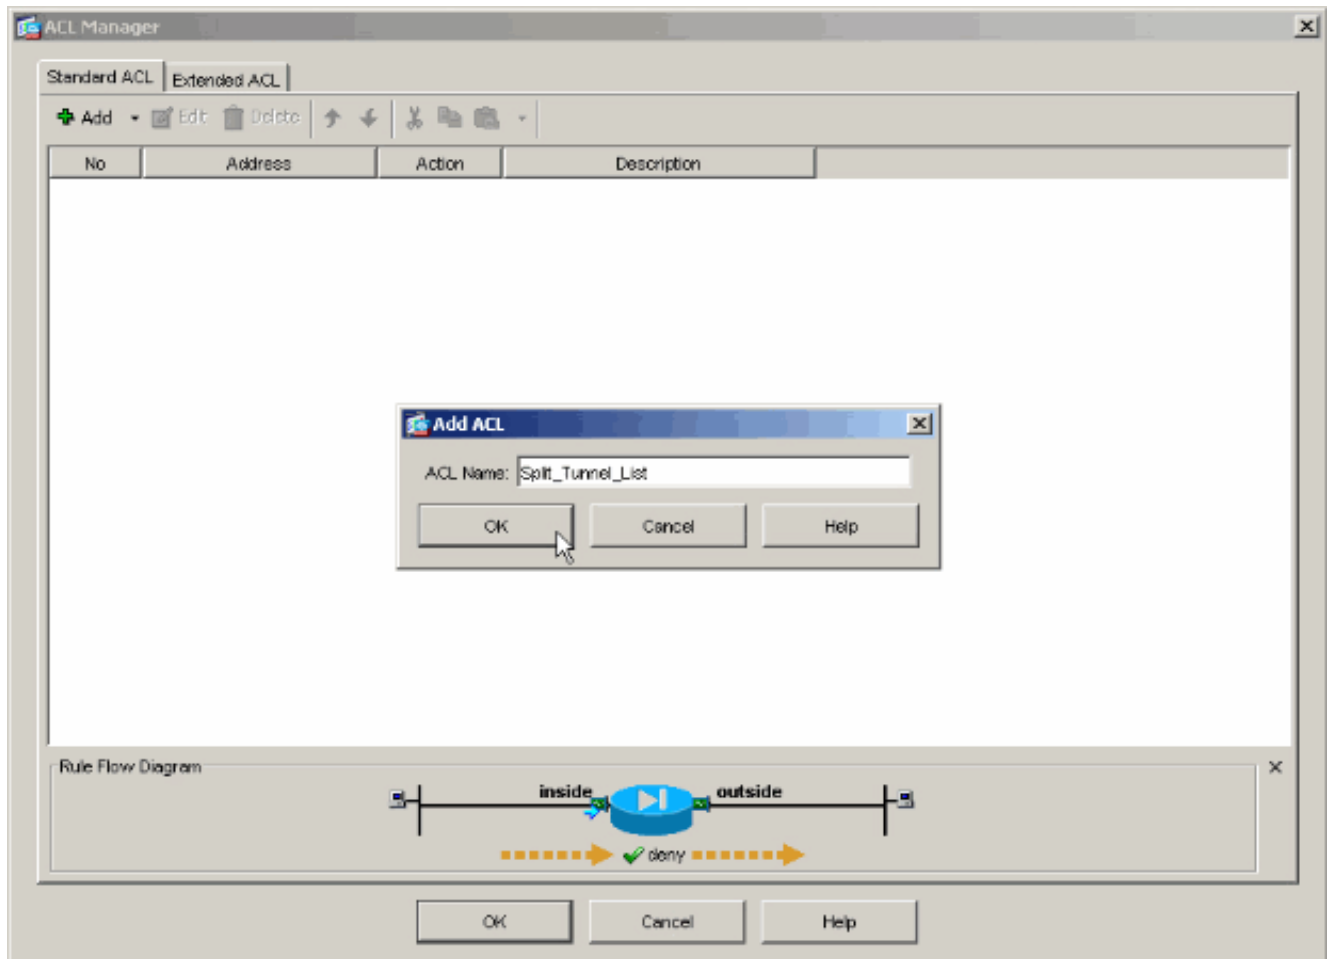 ACL Manager
Standard ACL Extended ACL
Add Edit Delete
No Address Action Description
Add ACL
ACL Name: Split_Tunnel_List
OK Cancel Help
Rule Flow Diagram
inside outside
deny
OK Cancel Help